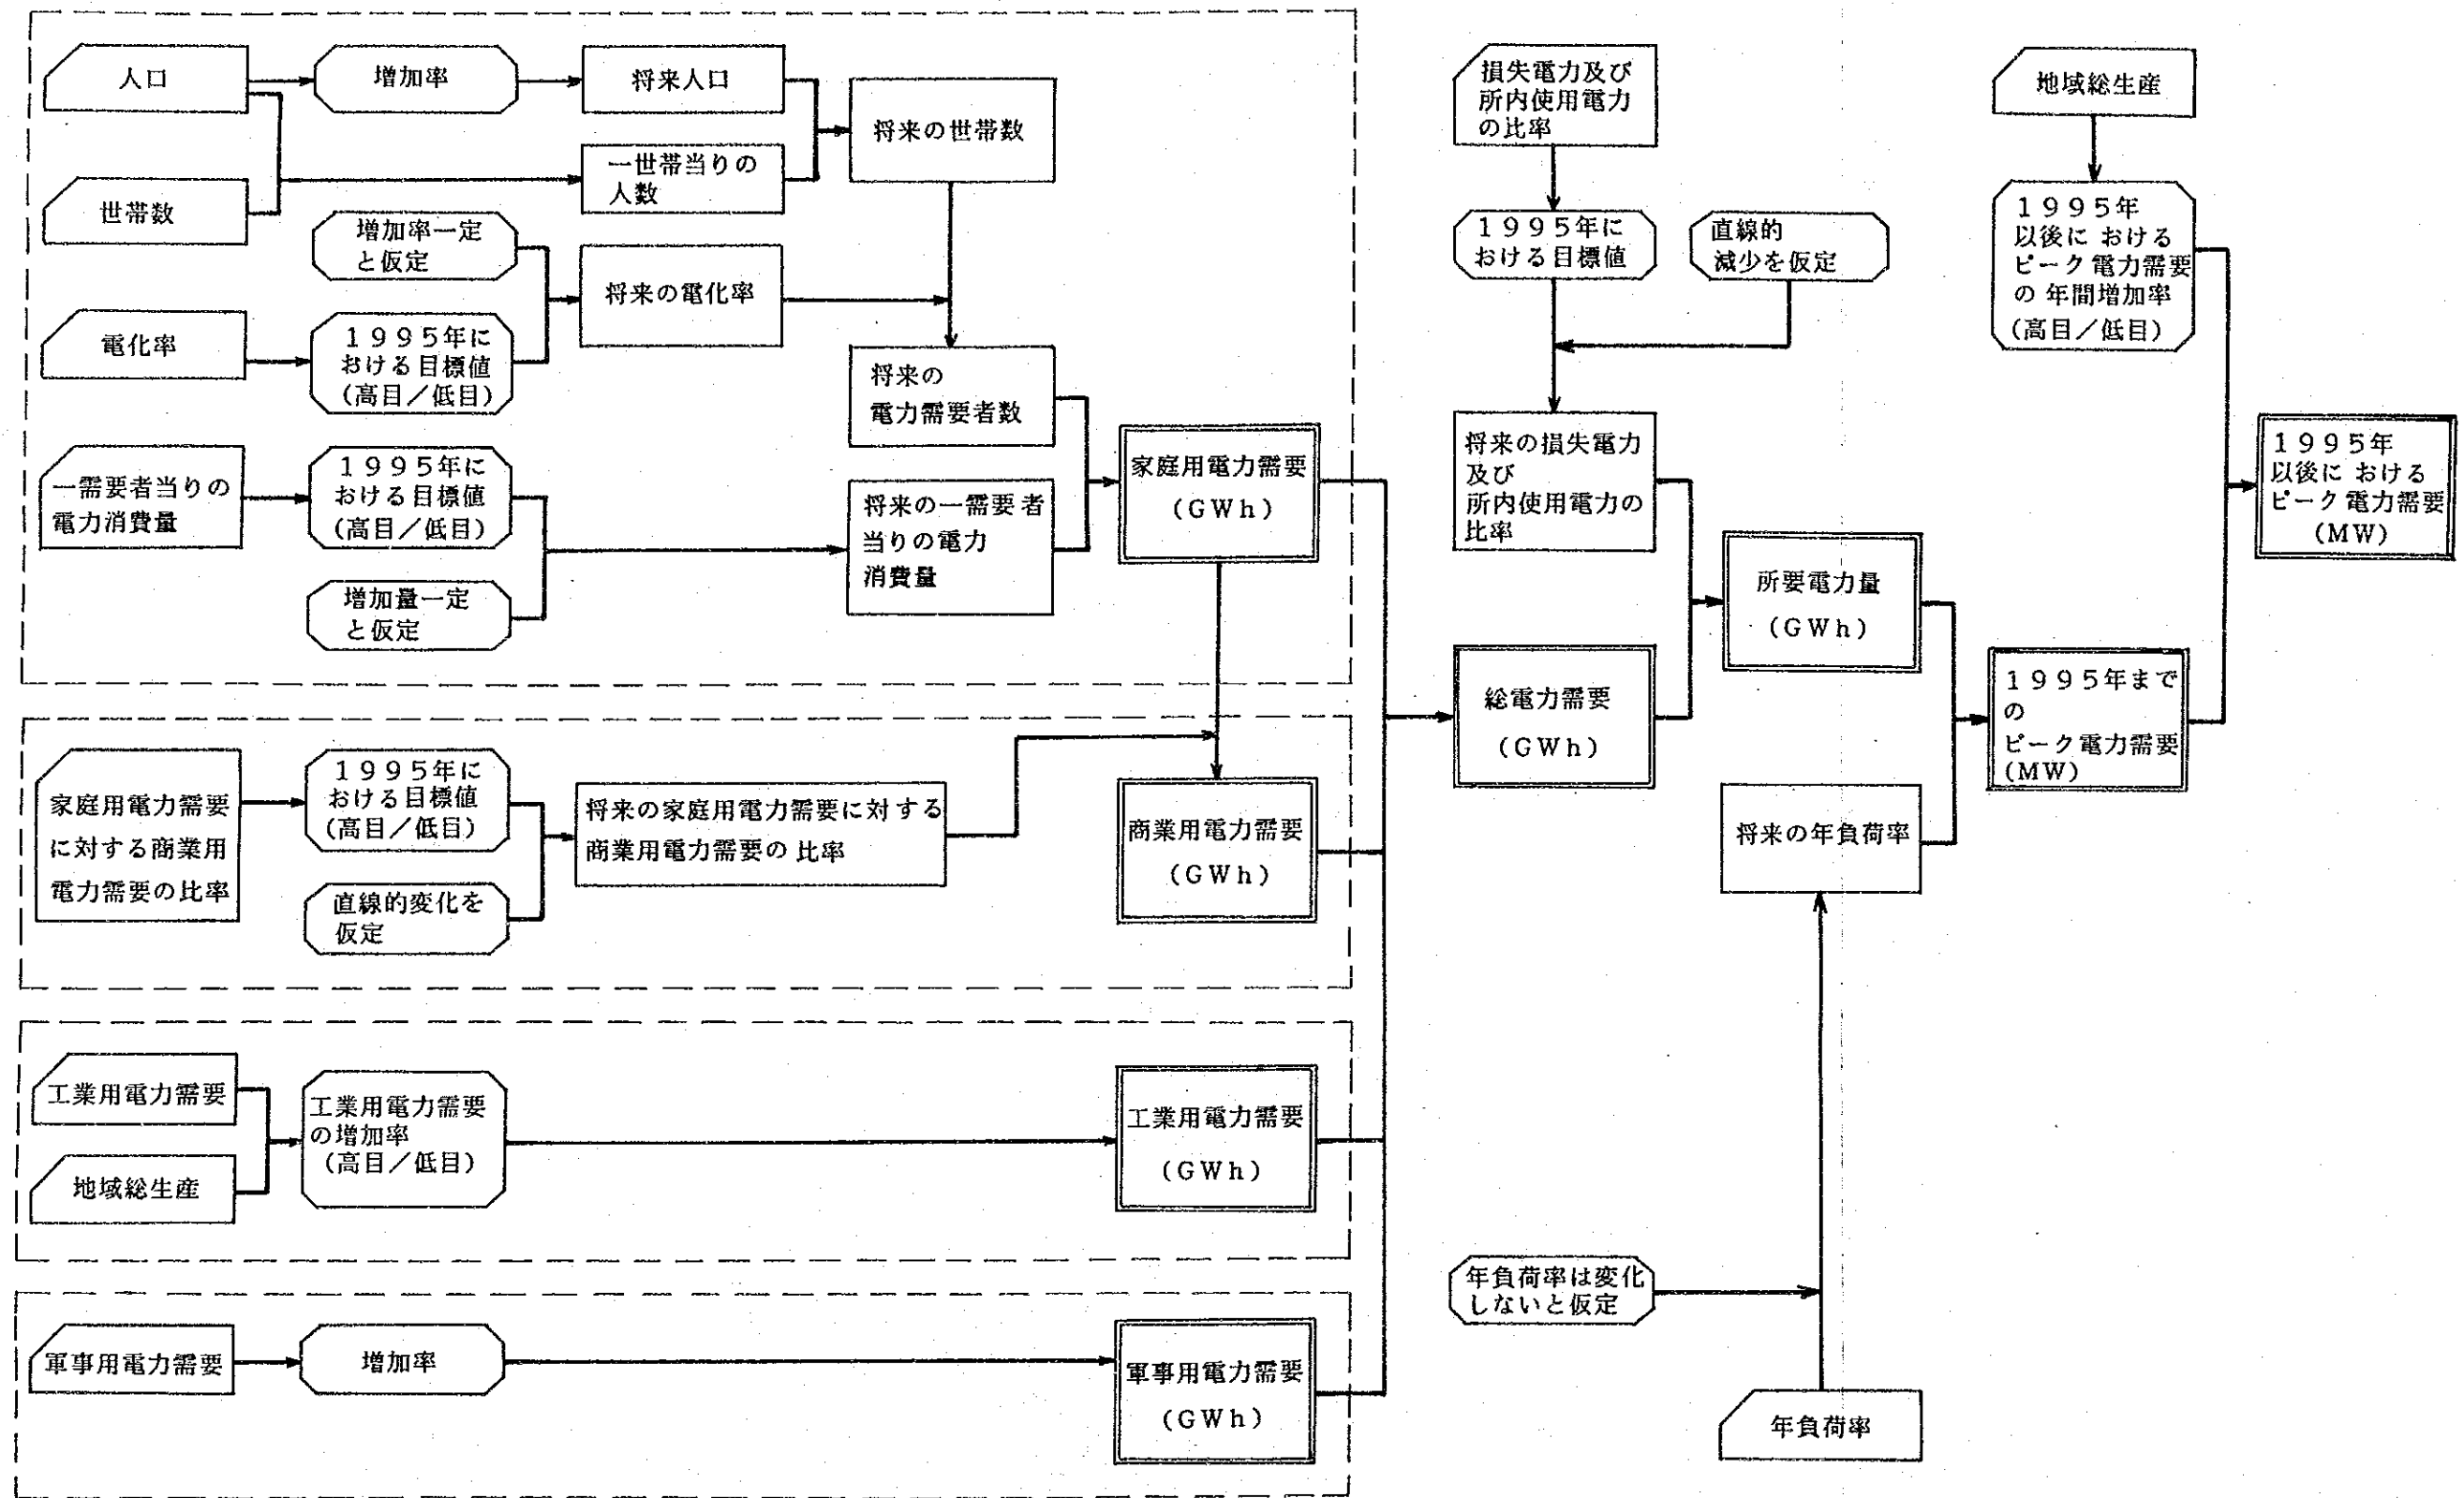 人口
増加率
将来人口
将来の世帯数
一世帯当りの
人数
世帯数
増加率一定
と仮定
将来の電化率
電化率
1995年に
おける目標値
(高目/低目)
将来の
電力需要者数
一需要者当りの
電力消費量
1995年に
おける目標値
(高目/低目)
増加量一定
と仮定
将来の一需要者
当りの電力
消費量
家庭用電力需要
(GWh)
家庭用電力需要
に対する商業用
電力需要の比率
1995年に
おける目標値
(高目/低目)
直線的変化を
仮定
将来の家庭用電力需要に対する
商業用電力需要の比率
商業用電力需要
(GWh)
工業用電力需要
地域総生産
工業用電力需要
の増加率
(高目/低目)
工業用電力需要
(GWh)
軍事用電力需要
増加率
軍事用電力需要
(GWh)
損失電力及び
所内使用電力
の比率
1995年に
おける目標値
直線的
減少を仮定
将来の損失電力
及び
所内使用電力の
比率
総電力需要
(GWh)
所要電力量
(GWh)
将来の年負荷率
年負荷率は変化
しないと仮定
年負荷率
地域総生産
1995年
以後における
ピーク電力需要
の年間増加率
(高目/低目)
1995年まで
の
ピーク電力需要
(MW)
1995年
以後における
ピーク電力需要
(MW)